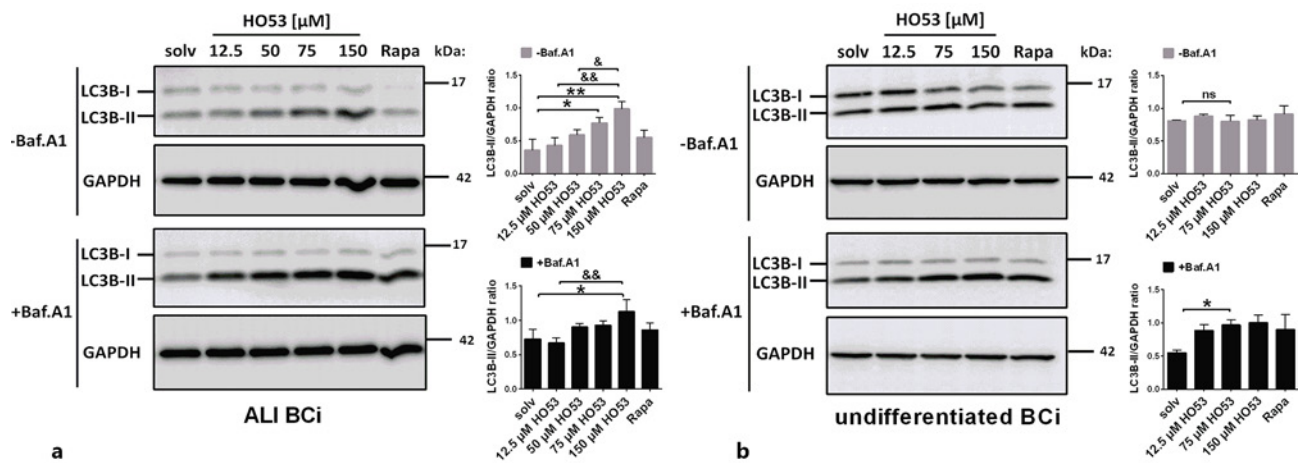 HO53 [µM]
solv 12.5 50 75 150 Rapa kDa:
-Baf.A1
LC3B-I
LC3B-II
17
GAPDH
42
+Baf.A1
LC3B-I
LC3B-II
17
GAPDH
42
ALI BCi
a
-Baf.A1
LC3B-II/GAPDH ratio
1.5
1.0
0.5
0.0
&
&&
**
*
solv
12.5 µM HO53
50 µM HO53
75 µM HO53
150 µM HO53
Rapa
+Baf.A1
LC3B-II/GAPDH ratio
1.5
1.0
0.5
0.0
&&
*
solv
12.5 µM HO53
50 µM HO53
75 µM HO53
150 µM HO53
Rapa
HO53 [µM]
solv 12.5 75 150 Rapa kDa:
-Baf.A1
LC3B-I
LC3B-II
17
GAPDH
42
+Baf.A1
LC3B-I
LC3B-II
17
GAPDH
42
undifferentiated BCi
b
-Baf.A1
LC3B-II/GAPDH ratio
1.5
1.0
0.5
0.0
ns
solv
12.5 µM HO53
75 µM HO53
150 µM HO53
Rapa
+Baf.A1
LC3B-II/GAPDH ratio
1.5
1.0
0.5
0.0
*
solv
12.5 µM HO53
75 µM HO53
150 µM HO53
Rapa